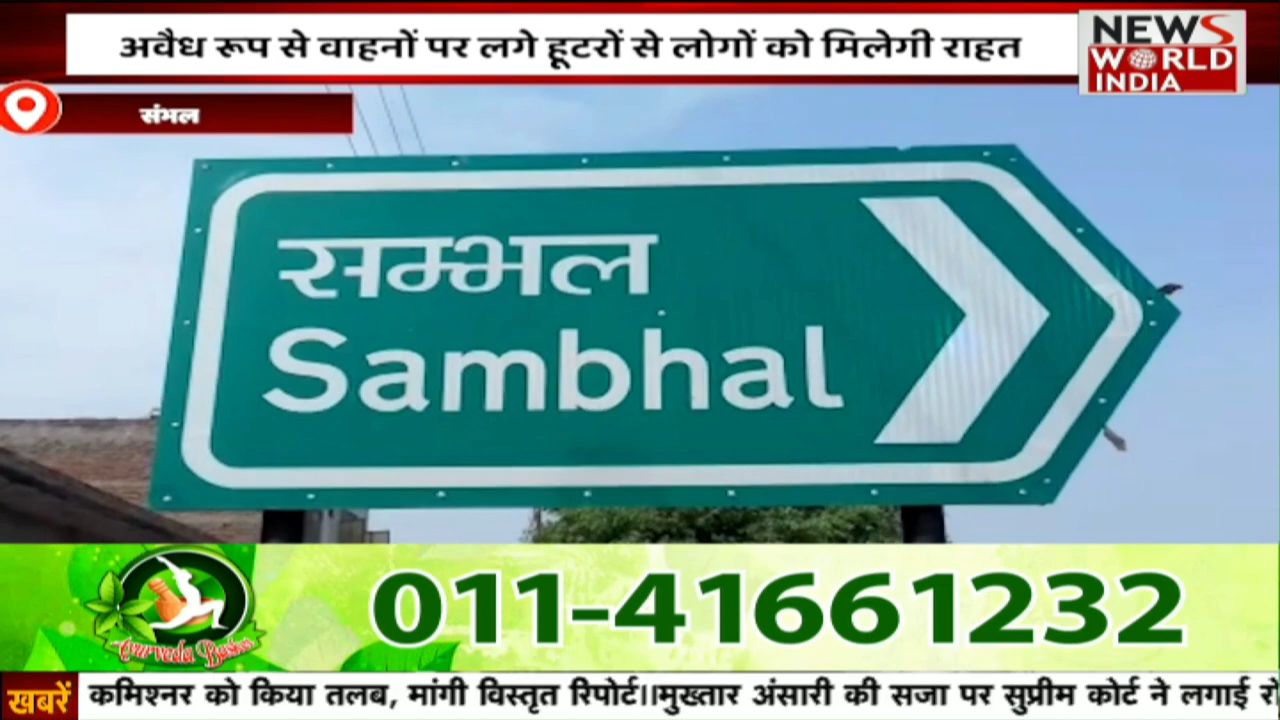 अवैध रूप से वाहनों पर लगे हूटरों से लोगों को मिलेगी राहत
NEWS
WORLD
INDIA
संभल
सम्भल
Sambhal
011-41661232
Ayurveda
खबरें कमिश्नर को किया तलब, मांगी विस्तृत रिपोर्ट।।मुख्तार अंसारी की सजा पर सुप्रीम कोर्ट ने लगाई